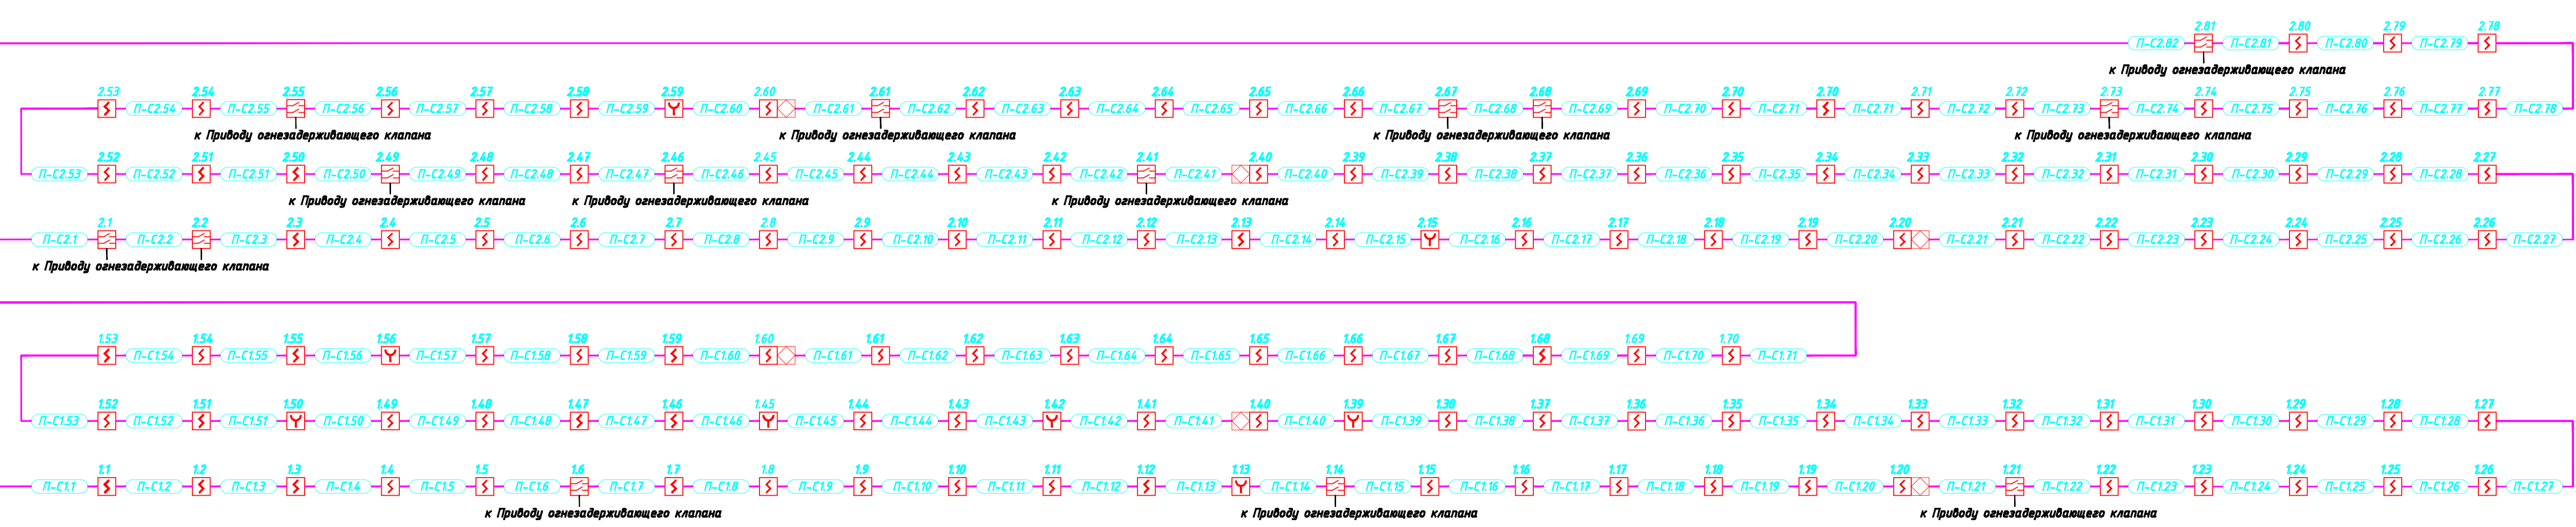 2.81 2.80 2.79 2.78
П-С2.82 П-С2.81 П-С2.80 П-С2.79
к Приводу огнезадерживающего клапана
2.53 2.54 2.55 2.56 2.57 2.58 2.59 2.60 2.61 2.62 2.63 2.64 2.65 2.66 2.67 2.68 2.69 2.70 2.70 2.71 2.72 2.73 2.74 2.75 2.76 2.77
П-С2.54 П-С2.55 П-С2.56 П-С2.57 П-С2.58 П-С2.59 П-С2.60 П-С2.61 П-С2.62 П-С2.63 П-С2.64 П-С2.65 П-С2.66 П-С2.67 П-С2.68 П-С2.69 П-С2.70 П-С2.71 П-С2.71 П-С2.72 П-С2.73 П-С2.74 П-С2.75 П-С2.76 П-С2.77 П-С2.78
к Приводу огнезадерживающего клапана к Приводу огнезадерживающего клапана к Приводу огнезадерживающего клапана к Приводу огнезадерживающего клапана
2.52 2.51 2.50 2.49 2.48 2.47 2.46 2.45 2.44 2.43 2.42 2.41 2.40 2.39 2.38 2.37 2.36 2.35 2.34 2.33 2.32 2.31 2.30 2.29 2.28 2.27
П-С2.53 П-С2.52 П-С2.51 П-С2.50 П-С2.49 П-С2.48 П-С2.47 П-С2.46 П-С2.45 П-С2.44 П-С2.43 П-С2.42 П-С2.41 П-С2.40 П-С2.39 П-С2.38 П-С2.37 П-С2.36 П-С2.35 П-С2.34 П-С2.33 П-С2.32 П-С2.31 П-С2.30 П-С2.29 П-С2.28
к Приводу огнезадерживающего клапана к Приводу огнезадерживающего клапана к Приводу огнезадерживающего клапана
2.1 2.2 2.3 2.4 2.5 2.6 2.7 2.8 2.9 2.10 2.11 2.12 2.13 2.14 2.15 2.16 2.17 2.18 2.19 2.20 2.21 2.22 2.23 2.24 2.25 2.26
П-С2.1 П-С2.2 П-С2.3 П-С2.4 П-С2.5 П-С2.6 П-С2.7 П-С2.8 П-С2.9 П-С2.10 П-С2.11 П-С2.12 П-С2.13 П-С2.14 П-С2.15 П-С2.16 П-С2.17 П-С2.18 П-С2.19 П-С2.20 П-С2.21 П-С2.22 П-С2.23 П-С2.24 П-С2.25 П-С2.26 П-С2.27
к Приводу огнезадерживающего клапана
1.53 1.54 1.55 1.56 1.57 1.58 1.59 1.60 1.61 1.62 1.63 1.64 1.65 1.66 1.67 1.68 1.69 1.70
П-С1.54 П-С1.55 П-С1.56 П-С1.57 П-С1.58 П-С1.59 П-С1.60 П-С1.61 П-С1.62 П-С1.63 П-С1.64 П-С1.65 П-С1.66 П-С1.67 П-С1.68 П-С1.69 П-С1.70 П-С1.71
1.52 1.51 1.50 1.49 1.48 1.47 1.46 1.45 1.44 1.43 1.42 1.41 1.40 1.39 1.38 1.37 1.36 1.35 1.34 1.33 1.32 1.31 1.30 1.29 1.28 1.27
П-С1.53 П-С1.52 П-С1.51 П-С1.50 П-С1.49 П-С1.48 П-С1.47 П-С1.46 П-С1.45 П-С1.44 П-С1.43 П-С1.42 П-С1.41 П-С1.40 П-С1.39 П-С1.38 П-С1.37 П-С1.36 П-С1.35 П-С1.34 П-С1.33 П-С1.32 П-С1.31 П-С1.30 П-С1.29 П-С1.28
1.1 1.2 1.3 1.4 1.5 1.6 1.7 1.8 1.9 1.10 1.11 1.12 1.13 1.14 1.15 1.16 1.17 1.18 1.19 1.20 1.21 1.22 1.23 1.24 1.25 1.26
П-С1.1 П-С1.2 П-С1.3 П-С1.4 П-С1.5 П-С1.6 П-С1.7 П-С1.8 П-С1.9 П-С1.10 П-С1.11 П-С1.12 П-С1.13 П-С1.14 П-С1.15 П-С1.16 П-С1.17 П-С1.18 П-С1.19 П-С1.20 П-С1.21 П-С1.22 П-С1.23 П-С1.24 П-С1.25 П-С1.26 П-С1.27
к Приводу огнезадерживающего клапана к Приводу огнезадерживающего клапана к Приводу огнезадерживающего клапана